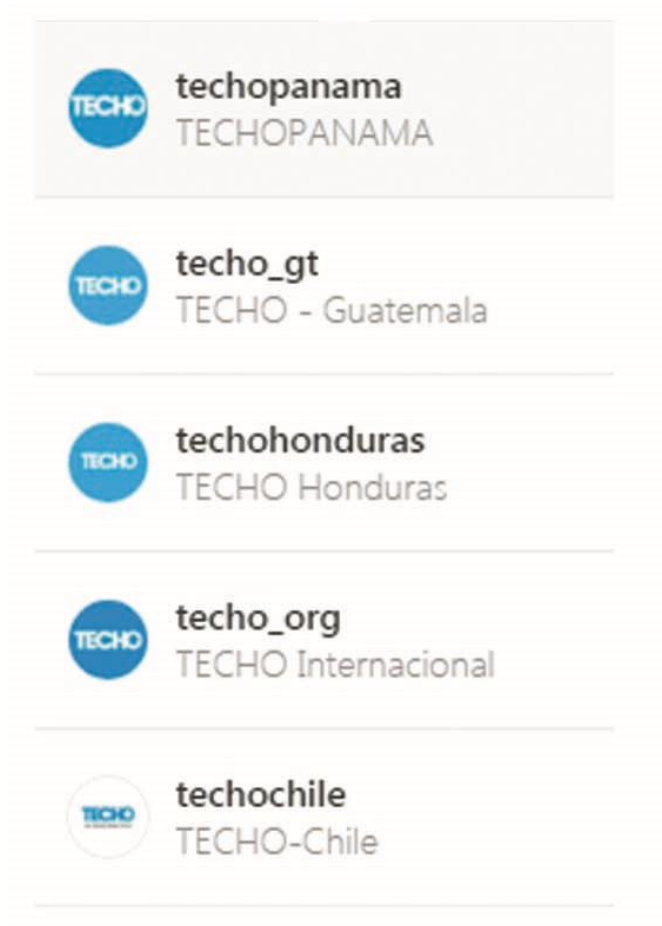 TECHO
techopanama
TECHOPANAMA
TECHO
techo_gt
TECHO - Guatemala
TECHO
techohonduras
TECHO Honduras
TECHO
techo_org
TECHO Internacional
TECHO
techochile
TECHO-Chile